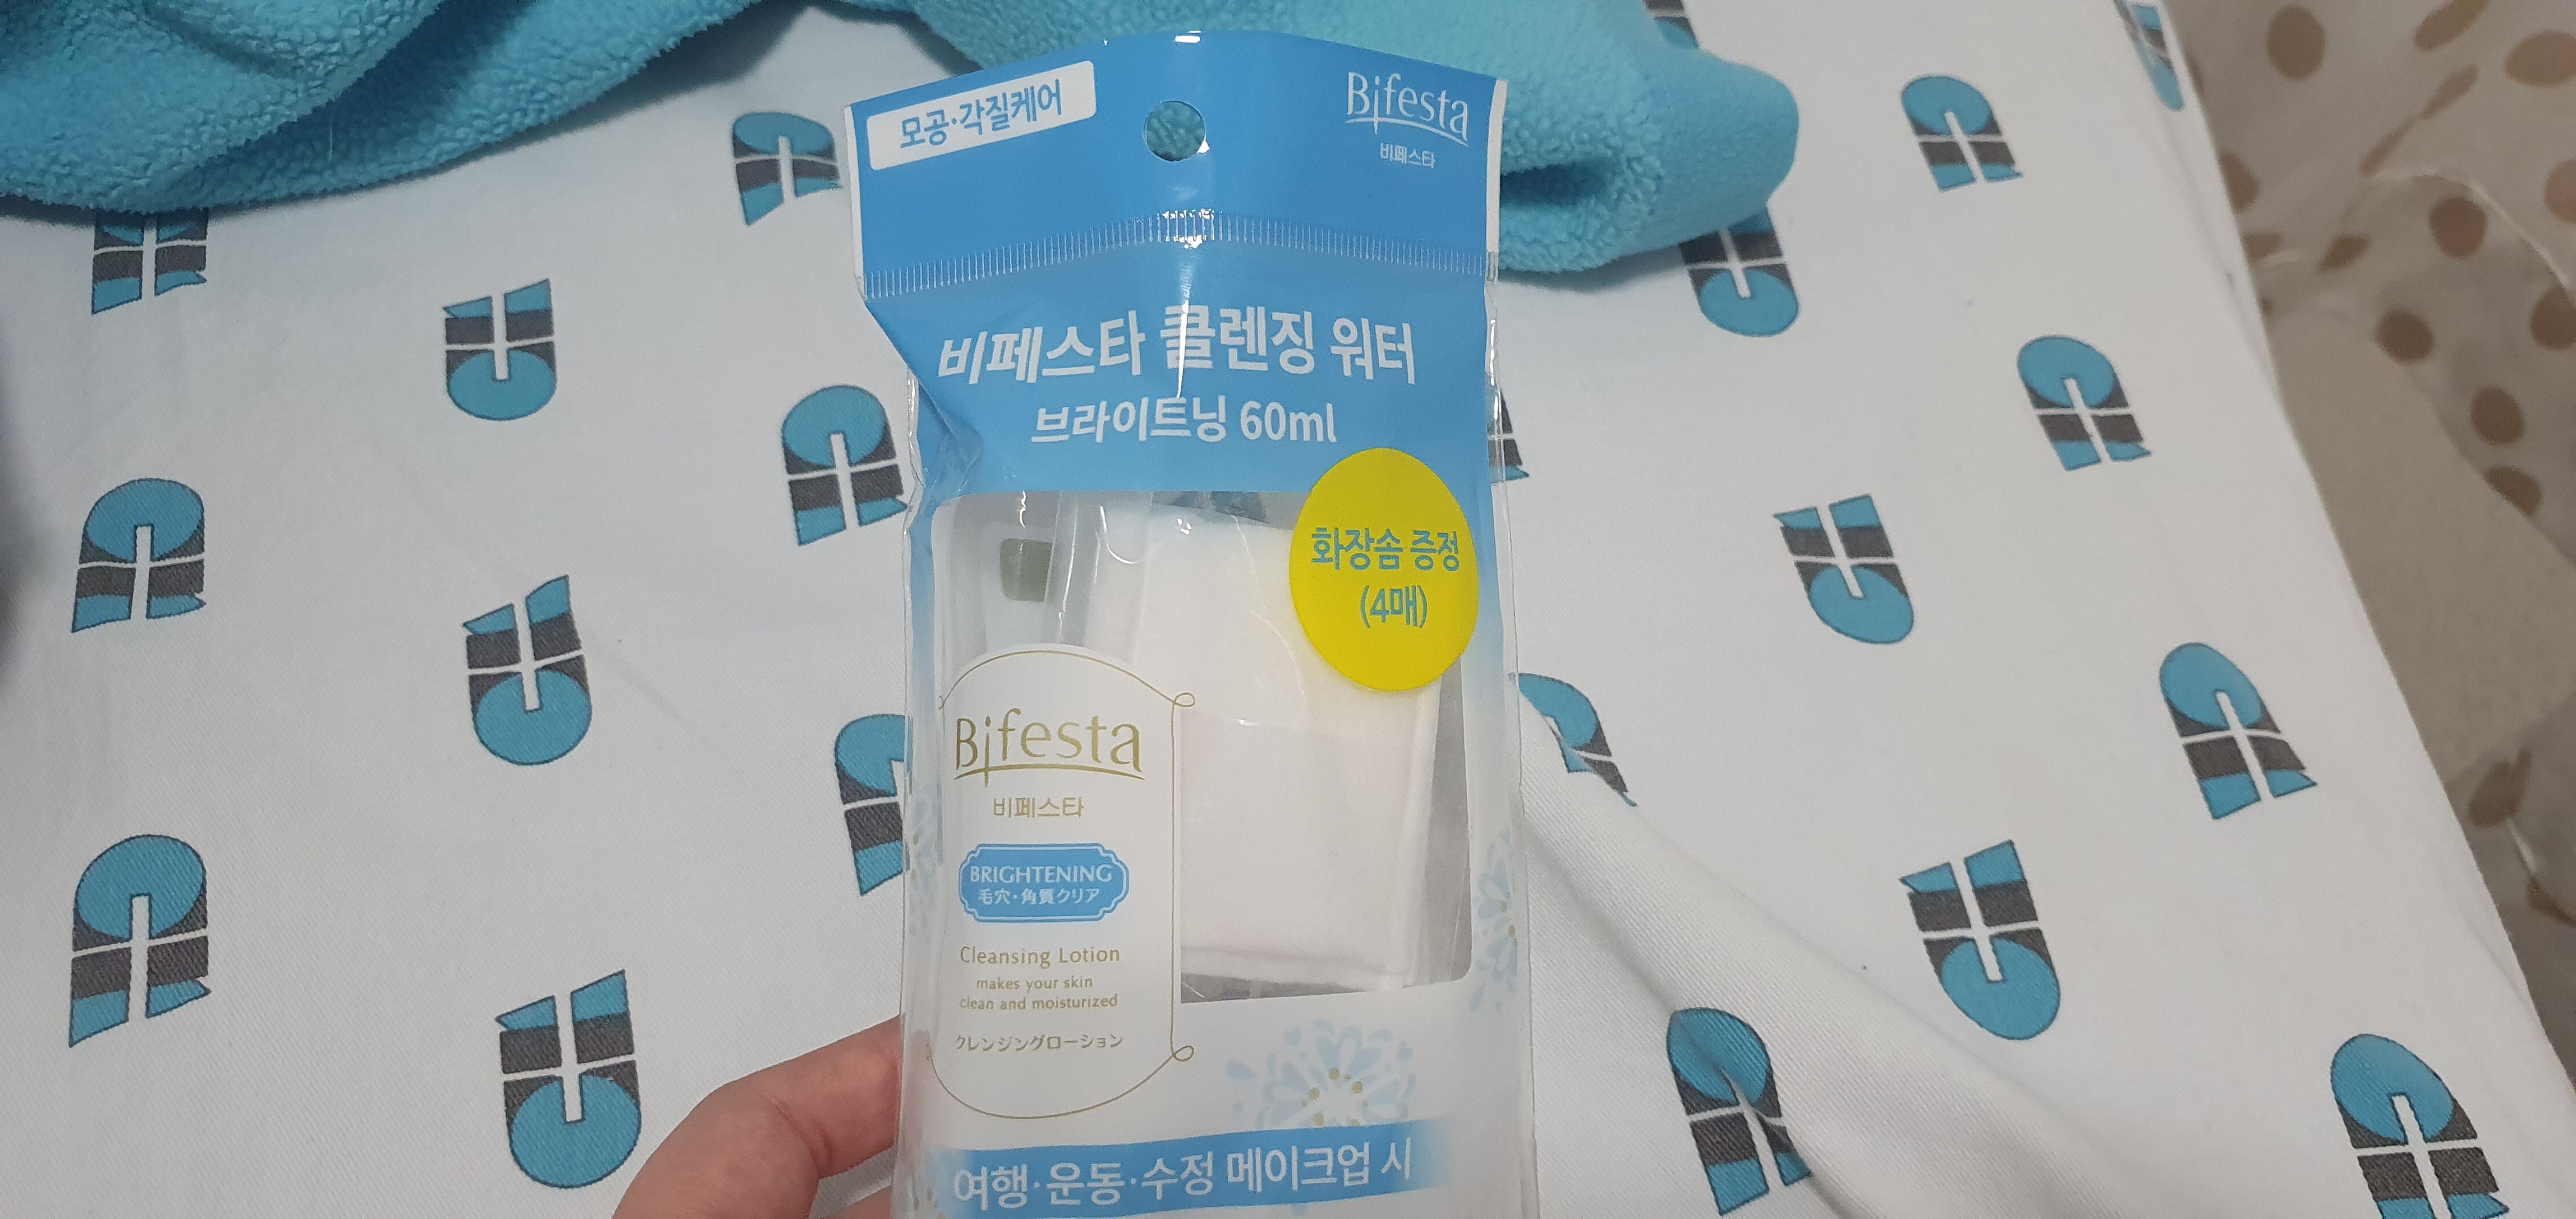 모공·각질케어
Bifesta
비페스타
비페스타 클렌징 워터
브라이트닝 60ml
화장솜 증정
(4매)
Bifesta
비페스타
BRIGHTENING
毛穴・角質クリア
Cleansing Lotion
makes your skin
clean and moisturized
クレンジングローション
여행·운동·수정 메이크업 시